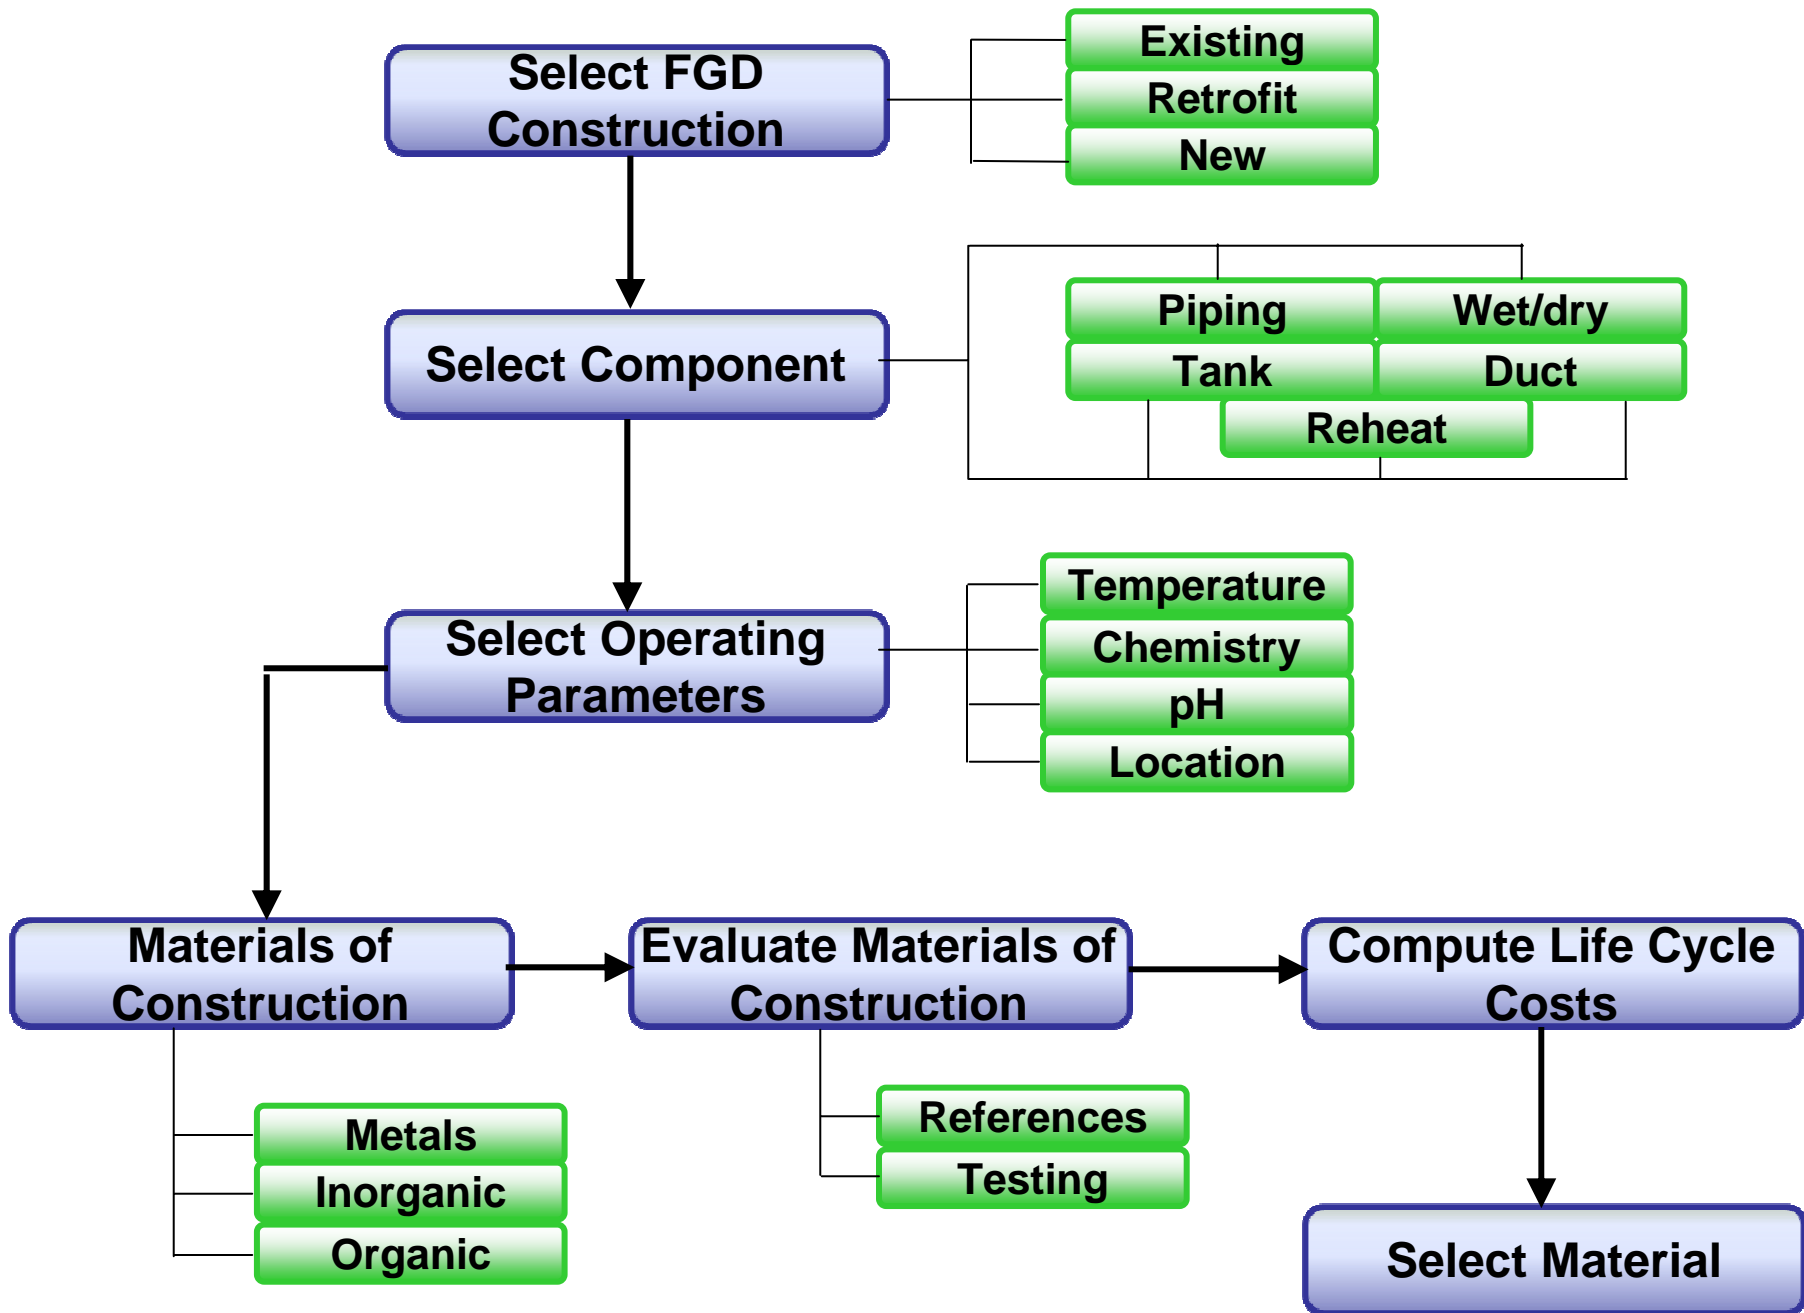 Select FGD
Construction
Existing
Retrofit
New
Select Component
Piping
Wet/dry
Tank
Duct
Reheat
Select Operating
Parameters
Temperature
Chemistry
pH
Location
Materials of
Construction
Metals
Inorganic
Organic
Evaluate Materials of
Construction
References
Testing
Compute Life Cycle
Costs
Select Material